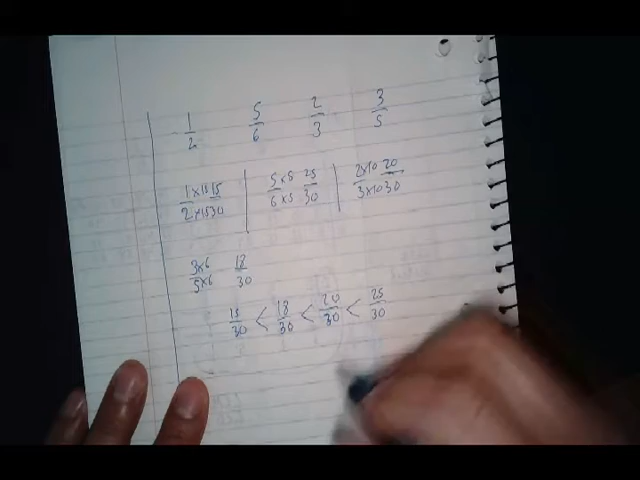 1/2 5/6 2/3 3/5
1×15/2×15 15/30 | 5×5/6×5 25/30 | 2×10/3×10 20/30
3×6/5×6 18/30
15/30 < 18/30 < 20/30 < 25/30